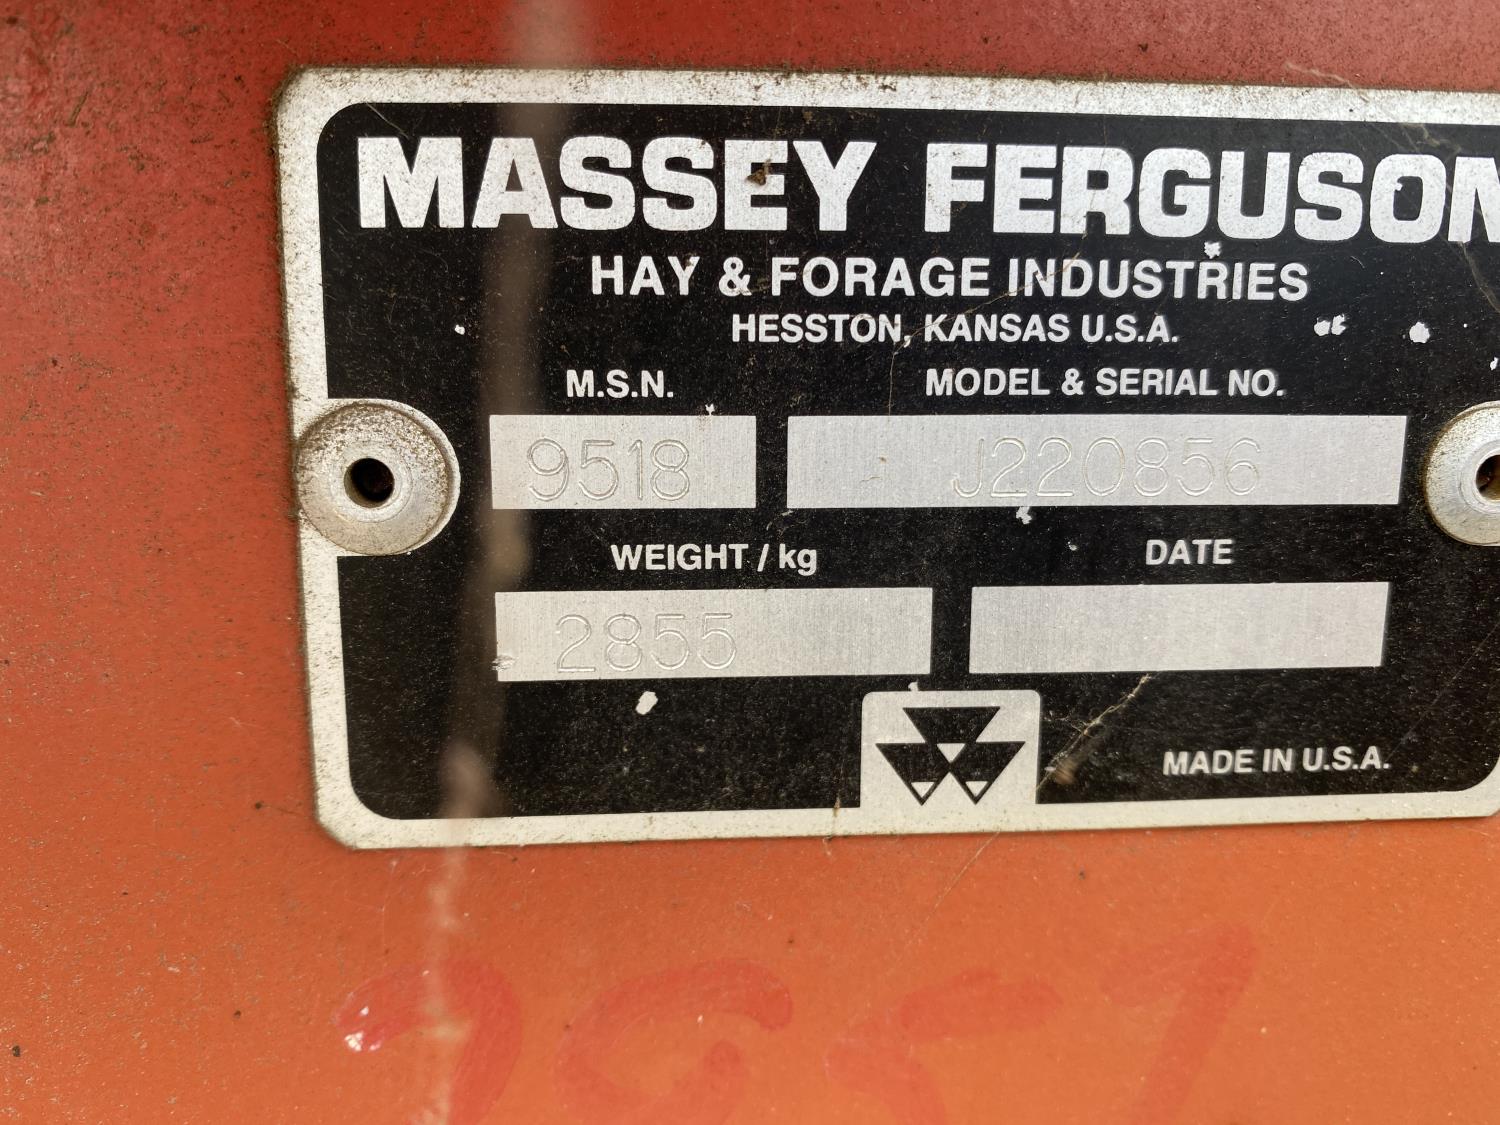 MASSEY FERGUSON
HAY & FORAGE INDUSTRIES
HESSTON, KANSAS U.S.A.
M.S.N. MODEL & SERIAL NO.
9518 J220856
WEIGHT / kg DATE
2855
MADE IN U.S.A.